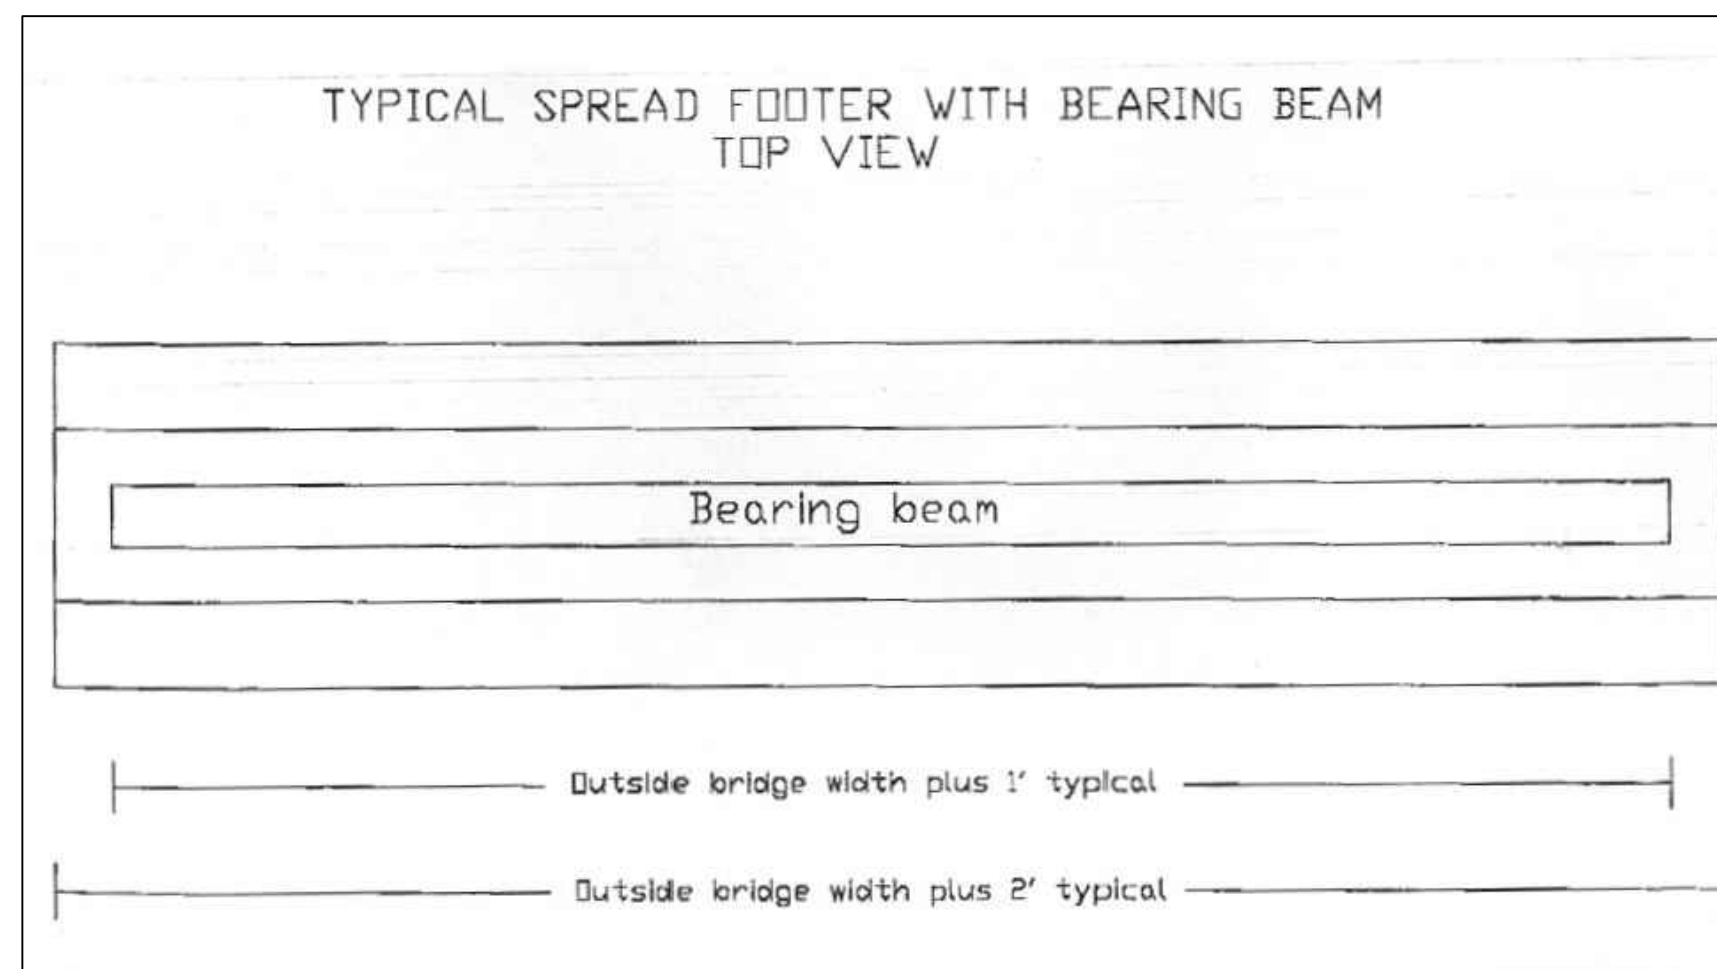 TYPICAL SPREAD FOOTER WITH BEARING BEAM
TOP VIEW
Bearing beam
Outside bridge width plus 1' typical
Outside bridge width plus 2' typical